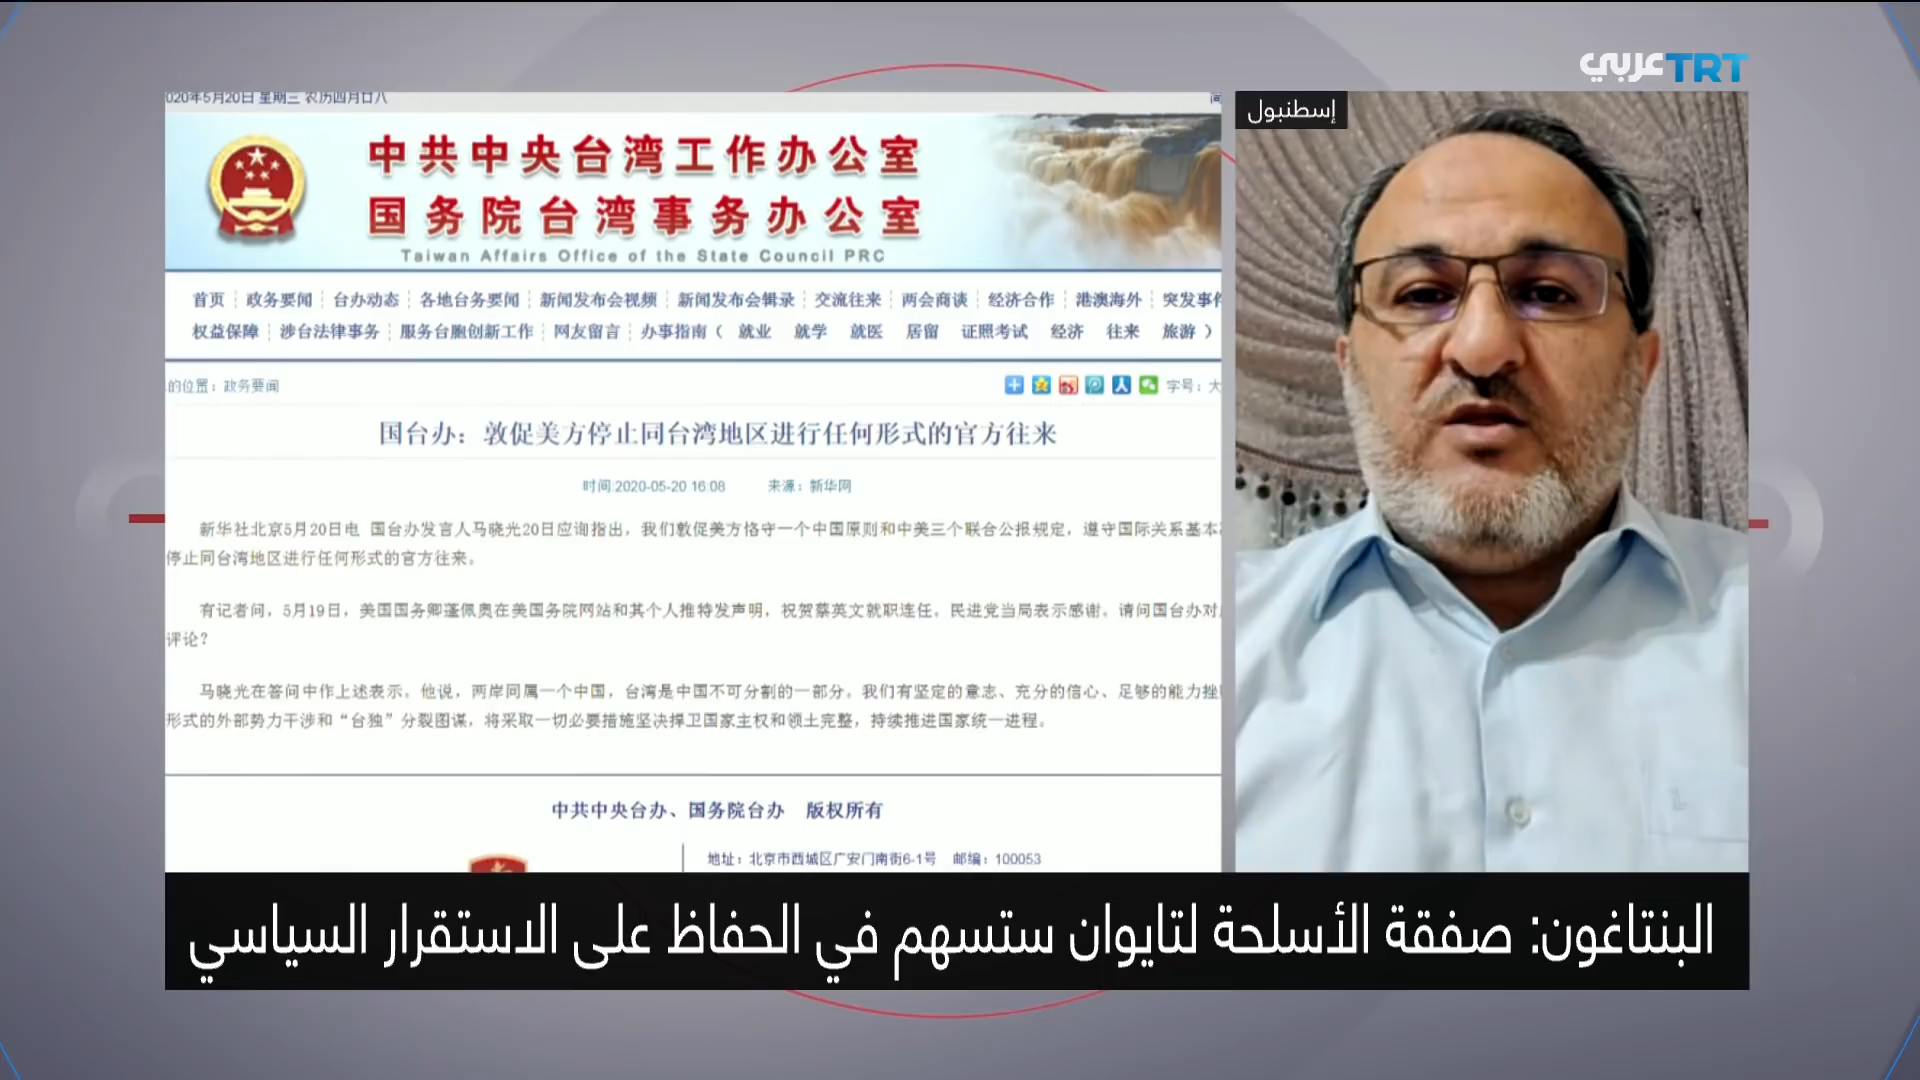 TRT عربي
إسطنبول
020年5月20日 星期三 农历四月廿八
中共中央台湾工作办公室
国务院台湾事务办公室
Taiwan Affairs Office of the State Council PRC
首页 政务要闻 台办动态 各地台务要闻 新闻发布会视频 新闻发布会辑录 交流往来 两会商谈 经济合作 港澳海外 突发事件
权益保障 涉台法律事务 服务台胞创新工作 网友留言 办事指南（ 就业 就学 就医 居留 证照考试 经济 往来 旅游 ）
的位置：政务要闻 字号：大
国台办：敦促美方停止同台湾地区进行任何形式的官方往来
时间:2020-05-20 16:08 来源：新华网
新华社北京5月20日电 国台办发言人马晓光20日应询指出，我们敦促美方恪守一个中国原则和中美三个联合公报规定，遵守国际关系基本
停止同台湾地区进行任何形式的官方往来。
有记者问，5月19日，美国国务卿蓬佩奥在美国务院网站和其个人推特发声明，祝贺蔡英文就职连任。民进党当局表示感谢。请问国台办对
评论？
马晓光在答问中作上述表示。他说，两岸同属一个中国，台湾是中国不可分割的一部分。我们有坚定的意志、充分的信心、足够的能力挫
形式的外部势力干涉和“台独”分裂图谋，将采取一切必要措施坚决捍卫国家主权和领土完整，持续推进国家统一进程。
中共中央台办、国务院台办 版权所有
地址：北京市西城区广安门南街6-1号 邮编：100053
البنتاغون: صفقة الأسلحة لتايوان ستسهم في الحفاظ على الاستقرار السياسي